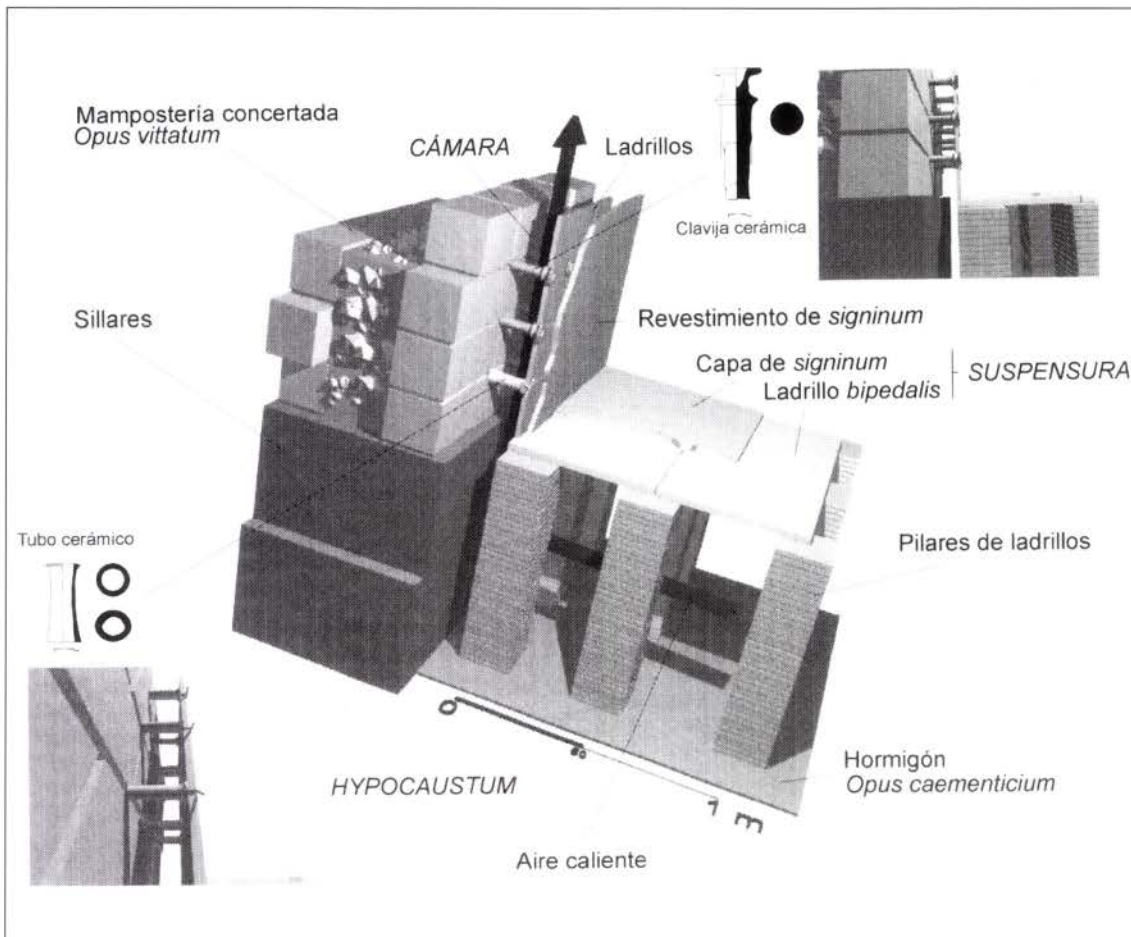 Mampostería concertada
Opus vittatum
CÁMARA
Ladrillos
Clavija cerámica
Sillares
Revestimiento de signinum
Capa de signinum
Ladrillo bipedalis
SUSPENSURA
Tubo cerámico
Pilares de ladrillos
0
1 m
HYPOCAUSTUM
Hormigón
Opus caementicium
Aire caliente